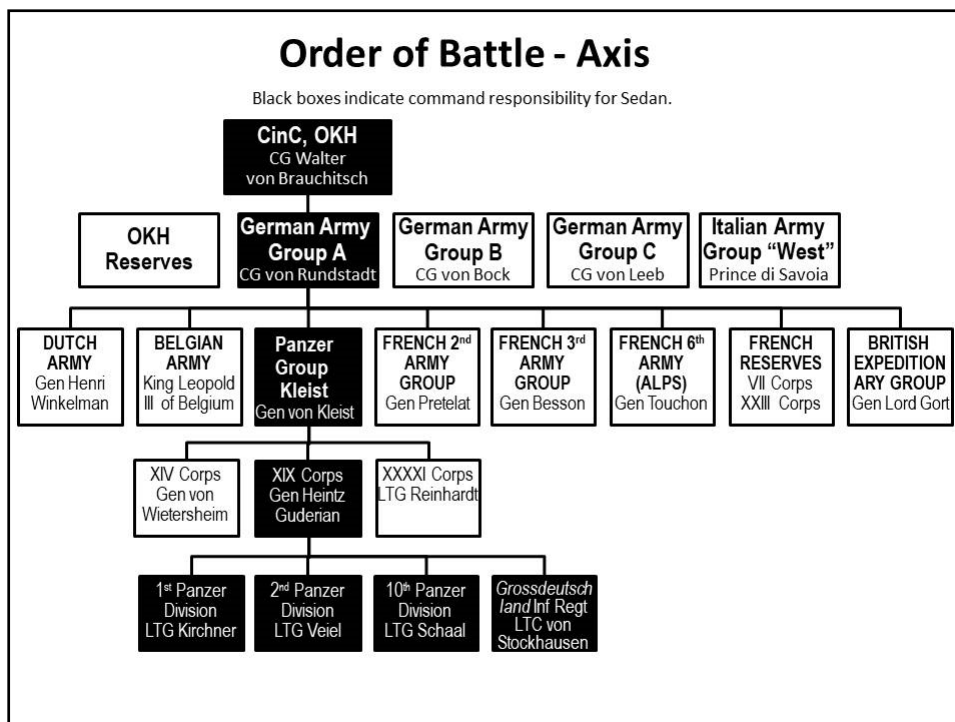 Order of Battle - Axis
Black boxes indicate command responsibility for Sedan.
CinC, OKH
CG Walter
von Brauchitsch
OKH
Reserves
German Army
Group A
CG von Rundstadt
German Army
Group B
CG von Bock
German Army
Group C
CG von Leeb
Italian Army
Group “West”
Prince di Savoia
DUTCH
ARMY
Gen Henri
Winkelman
BELGIAN
ARMY
King Leopold
III of Belgium
Panzer
Group
Kleist
Gen von Kleist
FRENCH 2nd
ARMY
GROUP
Gen Pretelat
FRENCH 3rd
ARMY
GROUP
Gen Besson
FRENCH 6th
ARMY
(ALPS)
Gen Touchon
FRENCH
RESERVES
VII Corps
XXIII Corps
BRITISH
EXPEDITION
ARY GROUP
Gen Lord Gort
XIV Corps
Gen von
Wietersheim
XIX Corps
Gen Heintz
Guderian
XXXXI Corps
LTG Reinhardt
1st Panzer
Division
LTG Kirchner
2nd Panzer
Division
LTG Veiel
10th Panzer
Division
LTG Schaal
Grossdeutsch
land Inf Regt
LTC von
Stockhausen